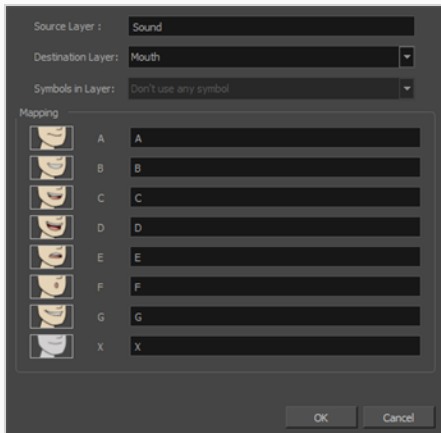 Source Layer : Sound
Destination Layer: Mouth
Symbols in Layer: Don't use any symbol
Mapping
A A
B B
C C
D D
E E
F F
G G
X X
OK Cancel